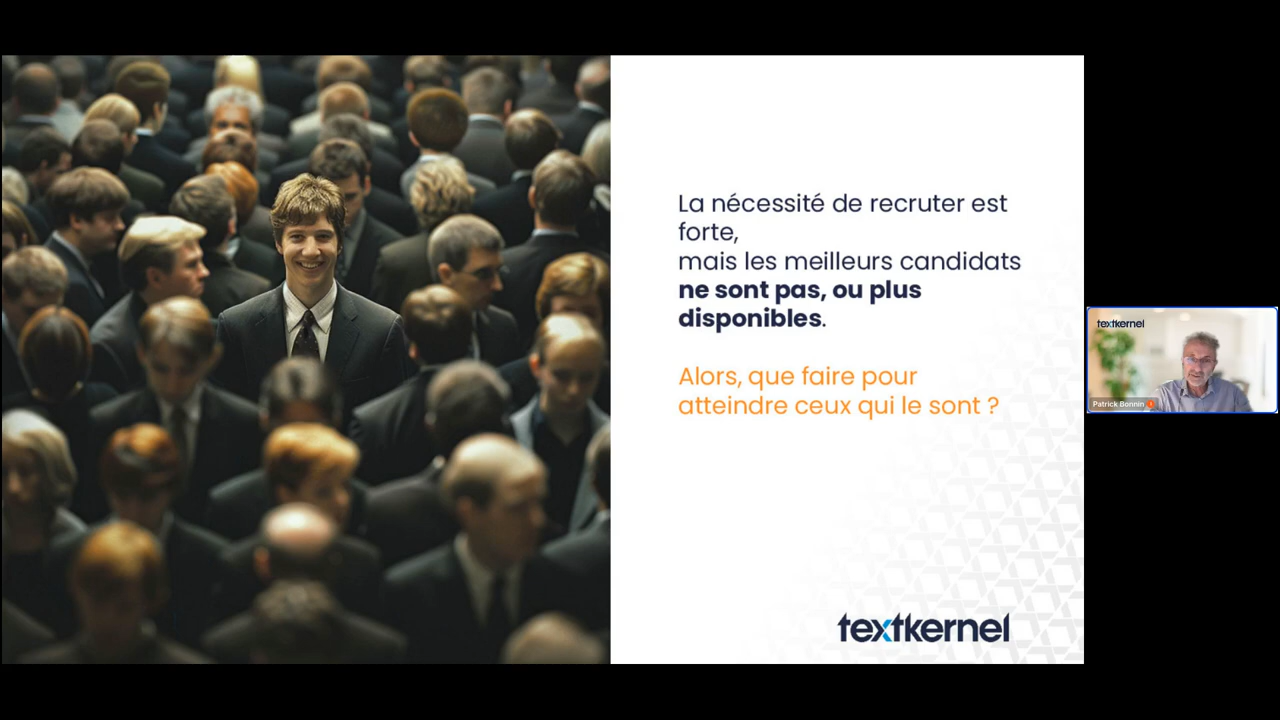 La nécessité de recruter est
forte,
mais les meilleurs candidats
ne sont pas, ou plus
disponibles.
Alors, que faire pour
atteindre ceux qui le sont ?
textkernel
textkernel
Patrick Bonnin